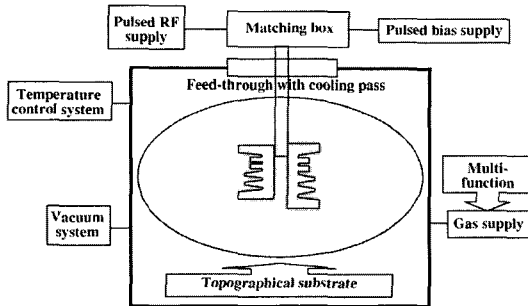 Pulsed RF
supply
Matching box
Pulsed bias supply
Feed-through with cooling pass
Temperature
control system
Multi-
function
Vacuum
system
Gas supply
Topographical substrate